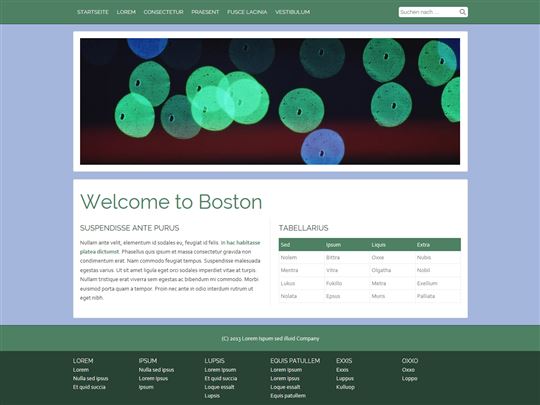 STARTSEITE LOREM CONSECTETUR PRAESENT FUSCE LACINIA VESTIBULUM Suchen nach ...
Welcome to Boston
SUSPENDISSE ANTE PURUS
Nullam ante velit, elementum id sodales eu, feugiat id felis. In hac habitasse
platea dictumst. Phasellus quis ipsum et massa consectetur gravida non
condimentum erat. Nam commodo feugiat tempus. Suspendisse malesuada
egestas varius. Ut sit amet ligula eget orci sodales imperdiet vitae at turpis.
Nullam tristique erat viverra sem egestas ac bibendum mi commodo. Morbi
euismod porta quam a tempor. Proin nec ante in odio interdum rutrum ut
eget nibh.
TABELLARIUS
Sed Ipsum Liquis Extra
Nolem Bittra Oxxe Nubis
Mentra Vitra Olgatha Nobil
Lukus Fokillo Metra Exellium
Nolata Epsus Muris Palliata
(C) 2013 Lorem Ispum sed illuid Company
LOREM IPSUM LUPSIS EQUIS PATULLEM EXXIS OXXO
Lorem Nulla sed ipsus Lorem Ipsum Lorem Ipsum Lorem Ipsus Oxxo
Nulla sed ipsus Lorem Ipsus Et quid succia Lorem Ipsus Luppus Loppo
Et quid succia Ipsum Loque essalt Loque essalt Kulluop
Lupsis Equis patullem